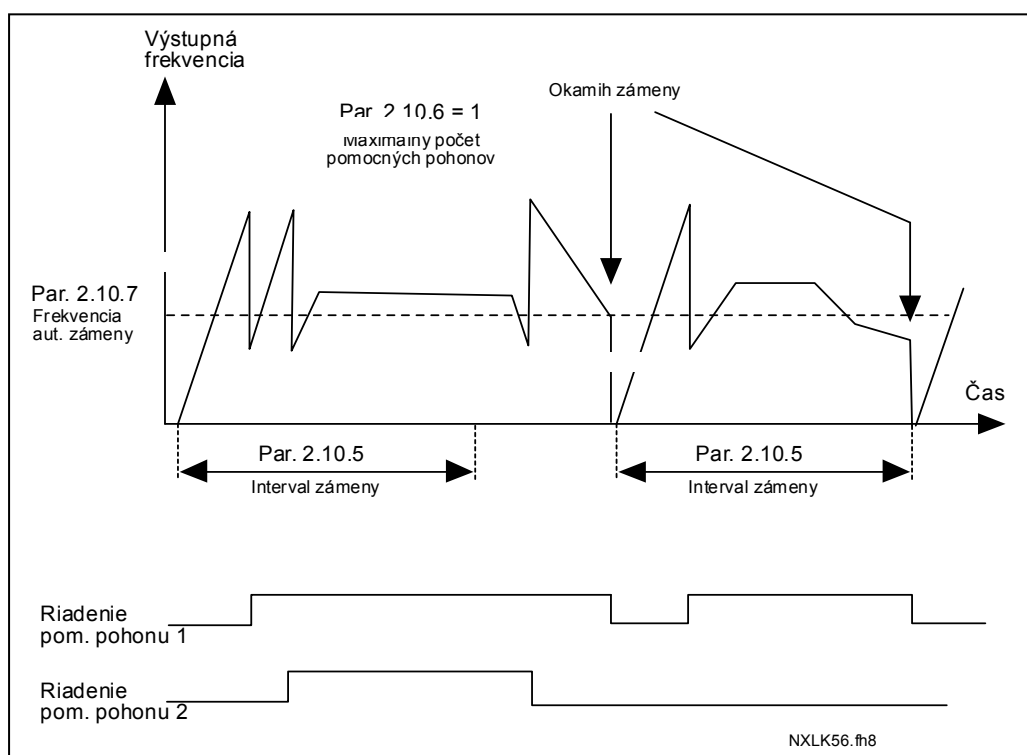 Výstupná
frekvencia
Okamih zámeny
Par. 2.10.6 = 1
Maximálny počet
pomocných pohonov
Par. 2.10.7
Frekvencia
aut. zámeny
Čas
Par. 2.10.5
Interval zámeny
Par. 2.10.5
Interval zámeny
Riadenie
pom. pohonu 1
Riadenie
pom. pohonu 2
NXLK56.fh8